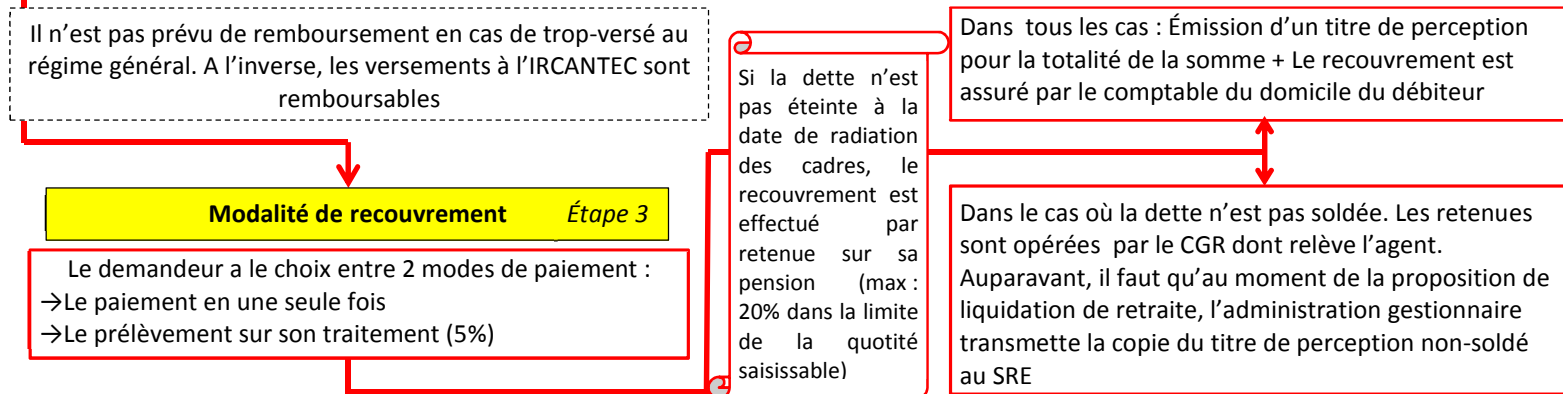 Il n’est pas prévu de remboursement en cas de trop-versé au
régime général. A l’inverse, les versements à l’IRCANTEC sont
remboursables
Modalité de recouvrement Étape 3
Le demandeur a le choix entre 2 modes de paiement :
→Le paiement en une seule fois
→Le prélèvement sur son traitement (5%)
Si la dette n’est
pas éteinte à la
date de radiation
des cadres, le
recouvrement est
effectué par
retenue sur sa
pension (max :
20% dans la limite
de la quotité
saisissable)
Dans tous les cas : Émission d’un titre de perception
pour la totalité de la somme + Le recouvrement est
assuré par le comptable du domicile du débiteur
Dans le cas où la dette n’est pas soldée. Les retenues
sont opérées par le CGR dont relève l’agent.
Auparavant, il faut qu’au moment de la proposition de
liquidation de retraite, l’administration gestionnaire
transmette la copie du titre de perception non-soldé
au SRE